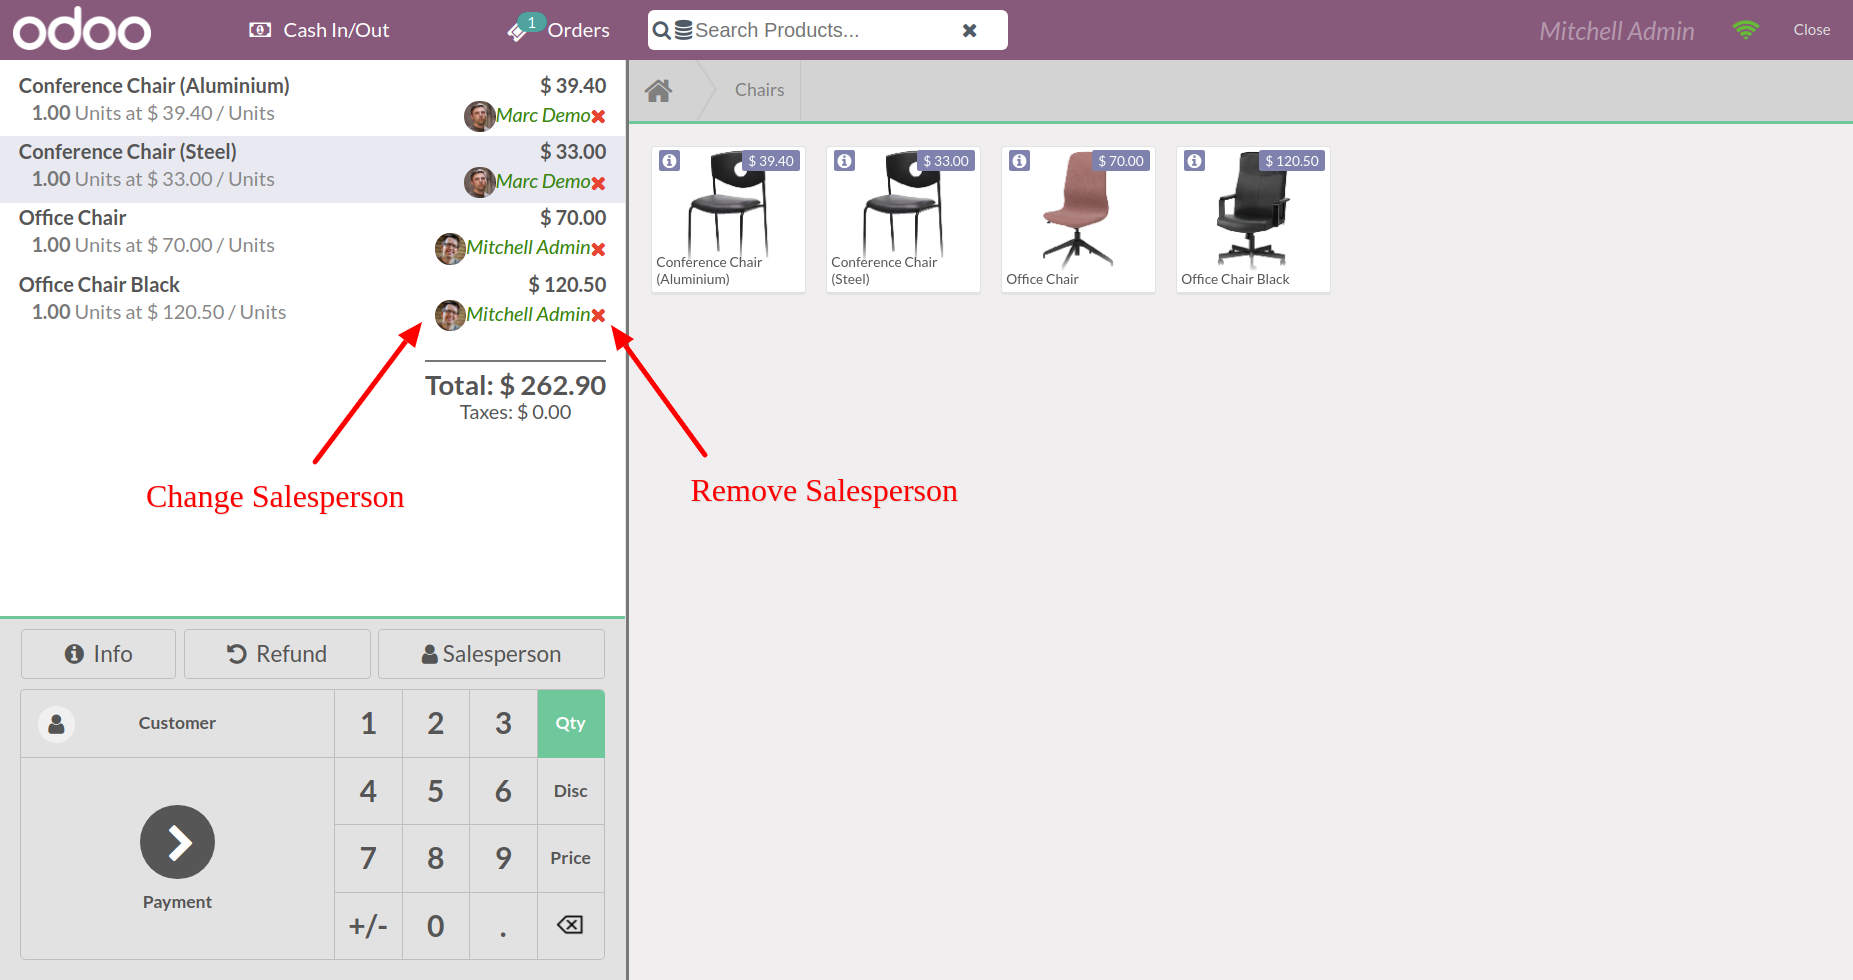 odoo
Cash In/Out
1
Orders
Search Products...
Mitchell Admin
Close
Conference Chair (Aluminium)
$ 39.40
1.00 Units at $ 39.40 / Units
Marc Demo
Conference Chair (Steel)
$ 33.00
1.00 Units at $ 33.00 / Units
Marc Demo
Office Chair
$ 70.00
1.00 Units at $ 70.00 / Units
Mitchell Admin
Office Chair Black
$ 120.50
1.00 Units at $ 120.50 / Units
Mitchell Admin
Total: $ 262.90
Taxes: $ 0.00
Change Salesperson
Remove Salesperson
Chairs
$ 39.40
Conference Chair
(Aluminium)
$ 33.00
Conference Chair
(Steel)
$ 70.00
Office Chair
$ 120.50
Office Chair Black
Info
Refund
Salesperson
Customer
1
2
3
Qty
4
5
6
Disc
7
8
9
Price
Payment
+/-
0
.